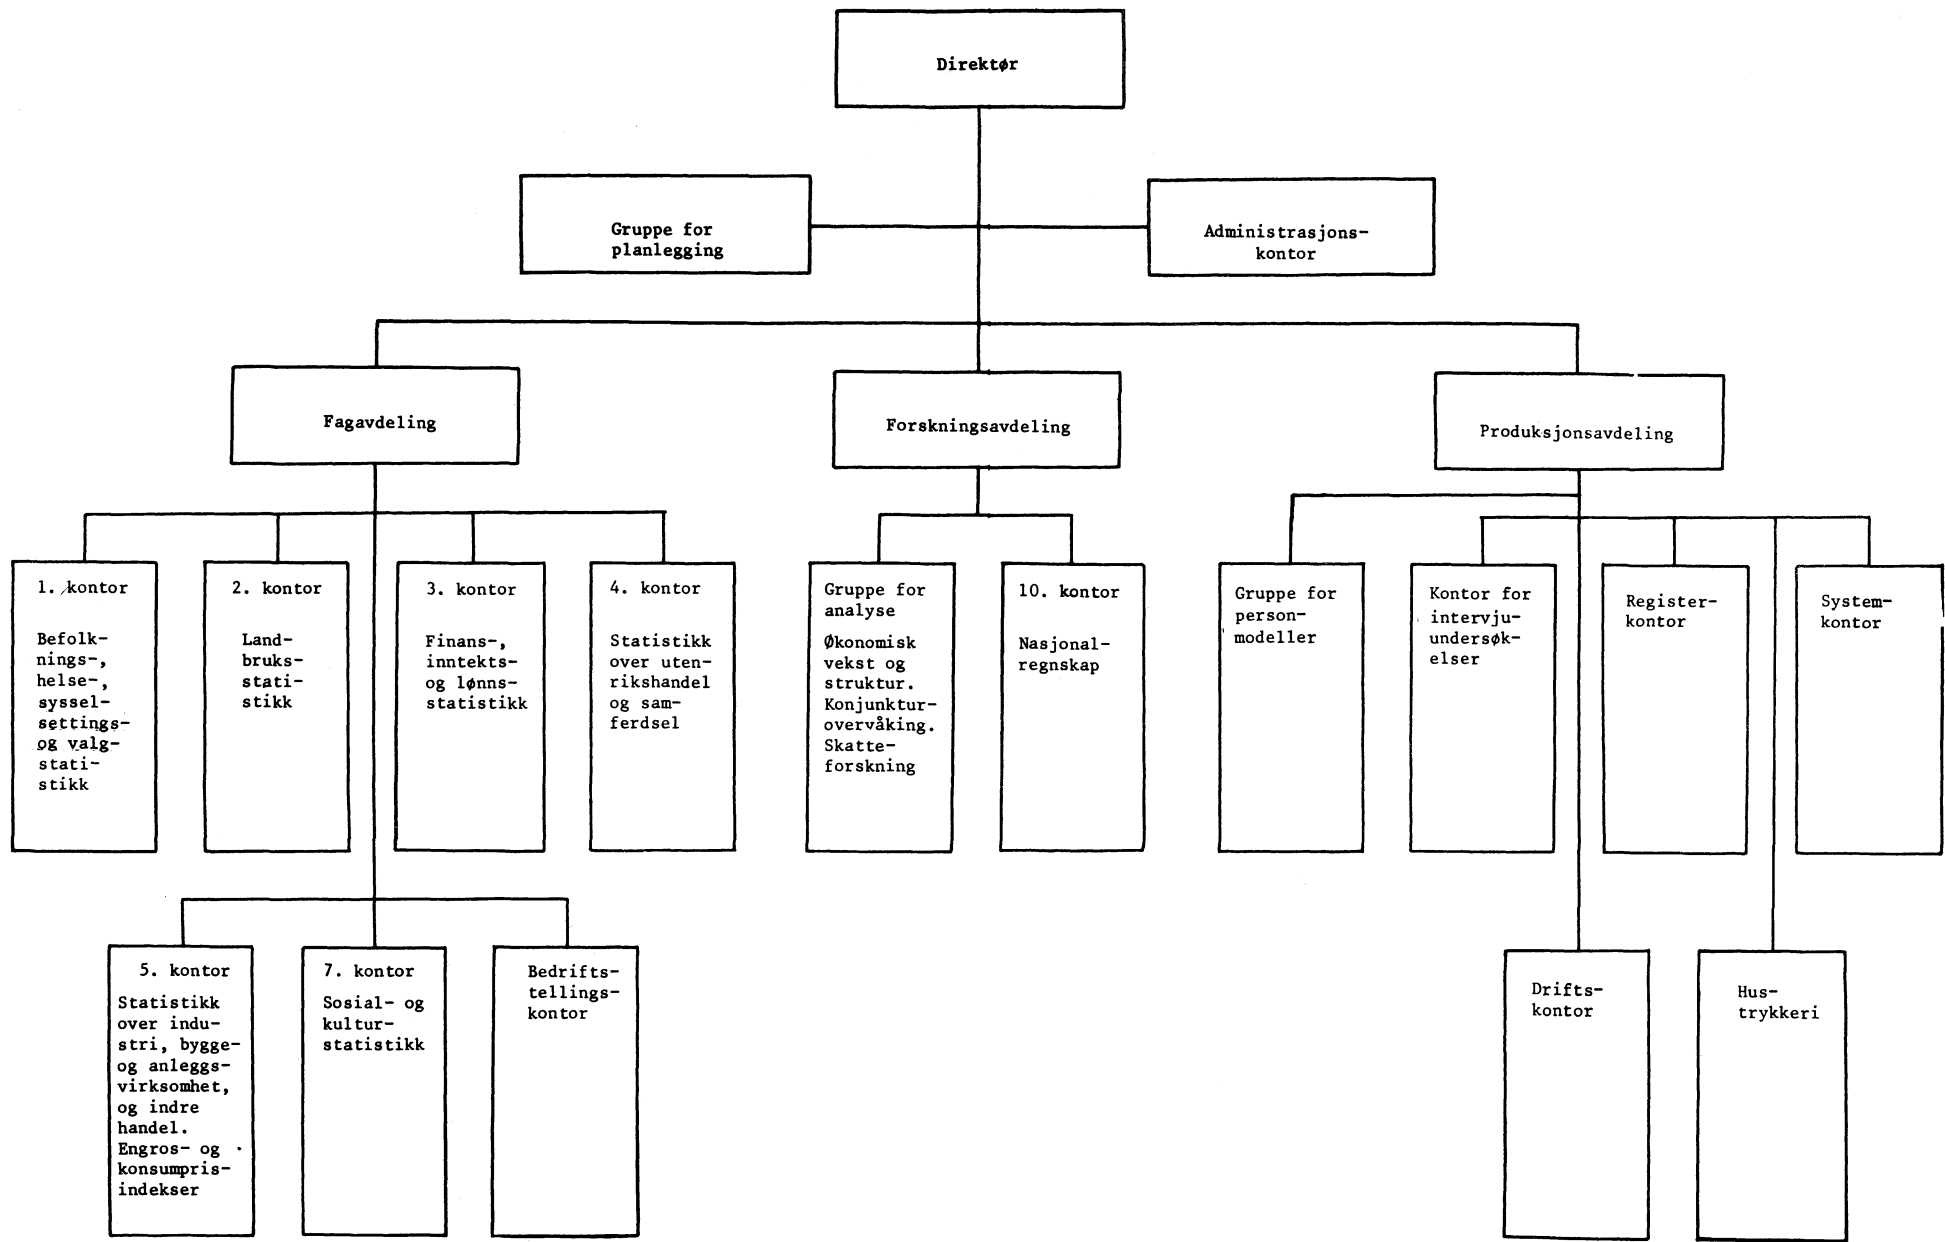 Direktør
Gruppe for
planlegging
Administrasjons-
kontor
Fagavdeling
Forskningsavdeling
Produksjonsavdeling
1. kontor
Befolk-
nings-,
helse-,
syssel-
settings-
og valg-
stati-
stikk
2. kontor
Land-
bruks-
stati-
stikk
3. kontor
Finans-,
inntekts-
og lønns-
statistikk
4. kontor
Statistikk
over uten-
rikshandel
og sam-
ferdsel
Gruppe for
analyse
Økonomisk
vekst og
struktur.
Konjunktur-
overvåking.
Skatte-
forskning
10. kontor
Nasjonal-
regnskap
Gruppe for
person-
modeller
Kontor for
intervju-
undersøk-
elser
Register-
kontor
System-
kontor
5. kontor
Statistikk
over indu-
stri, bygge-
og anleggs-
virksomhet,
og indre
handel.
Engros- og
konsumpris-
indekser
7. kontor
Sosial- og
kultur-
statistikk
Bedrifts-
tellings-
kontor
Drifts-
kontor
Hus-
trykkeri